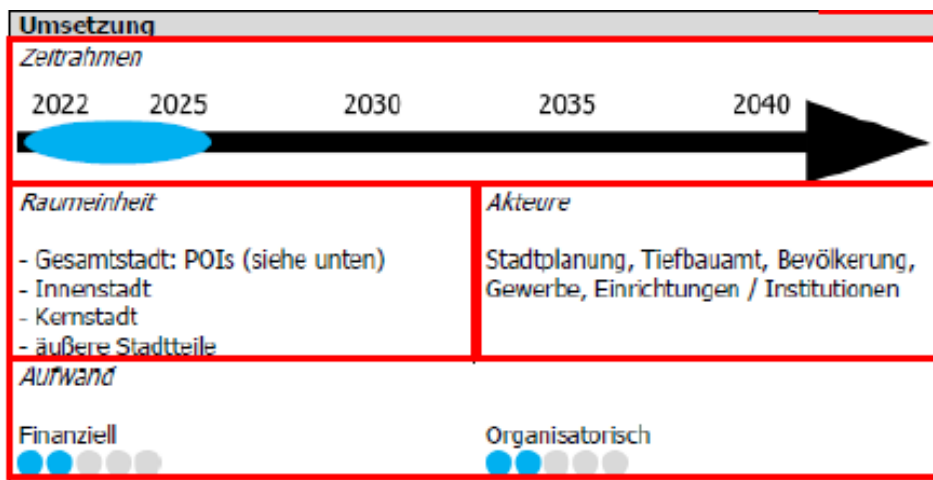 Umsetzung
Zeitrahmen
2022 2025 2030 2035 2040
Raumeinheit
- Gesamtstadt: POIs (siehe unten)
- Innenstadt
- Kernstadt
- äußere Stadtteile
Akteure
Stadtplanung, Tiefbauamt, Bevölkerung,
Gewerbe, Einrichtungen / Institutionen
Aufwand
Finanziell
Organisatorisch